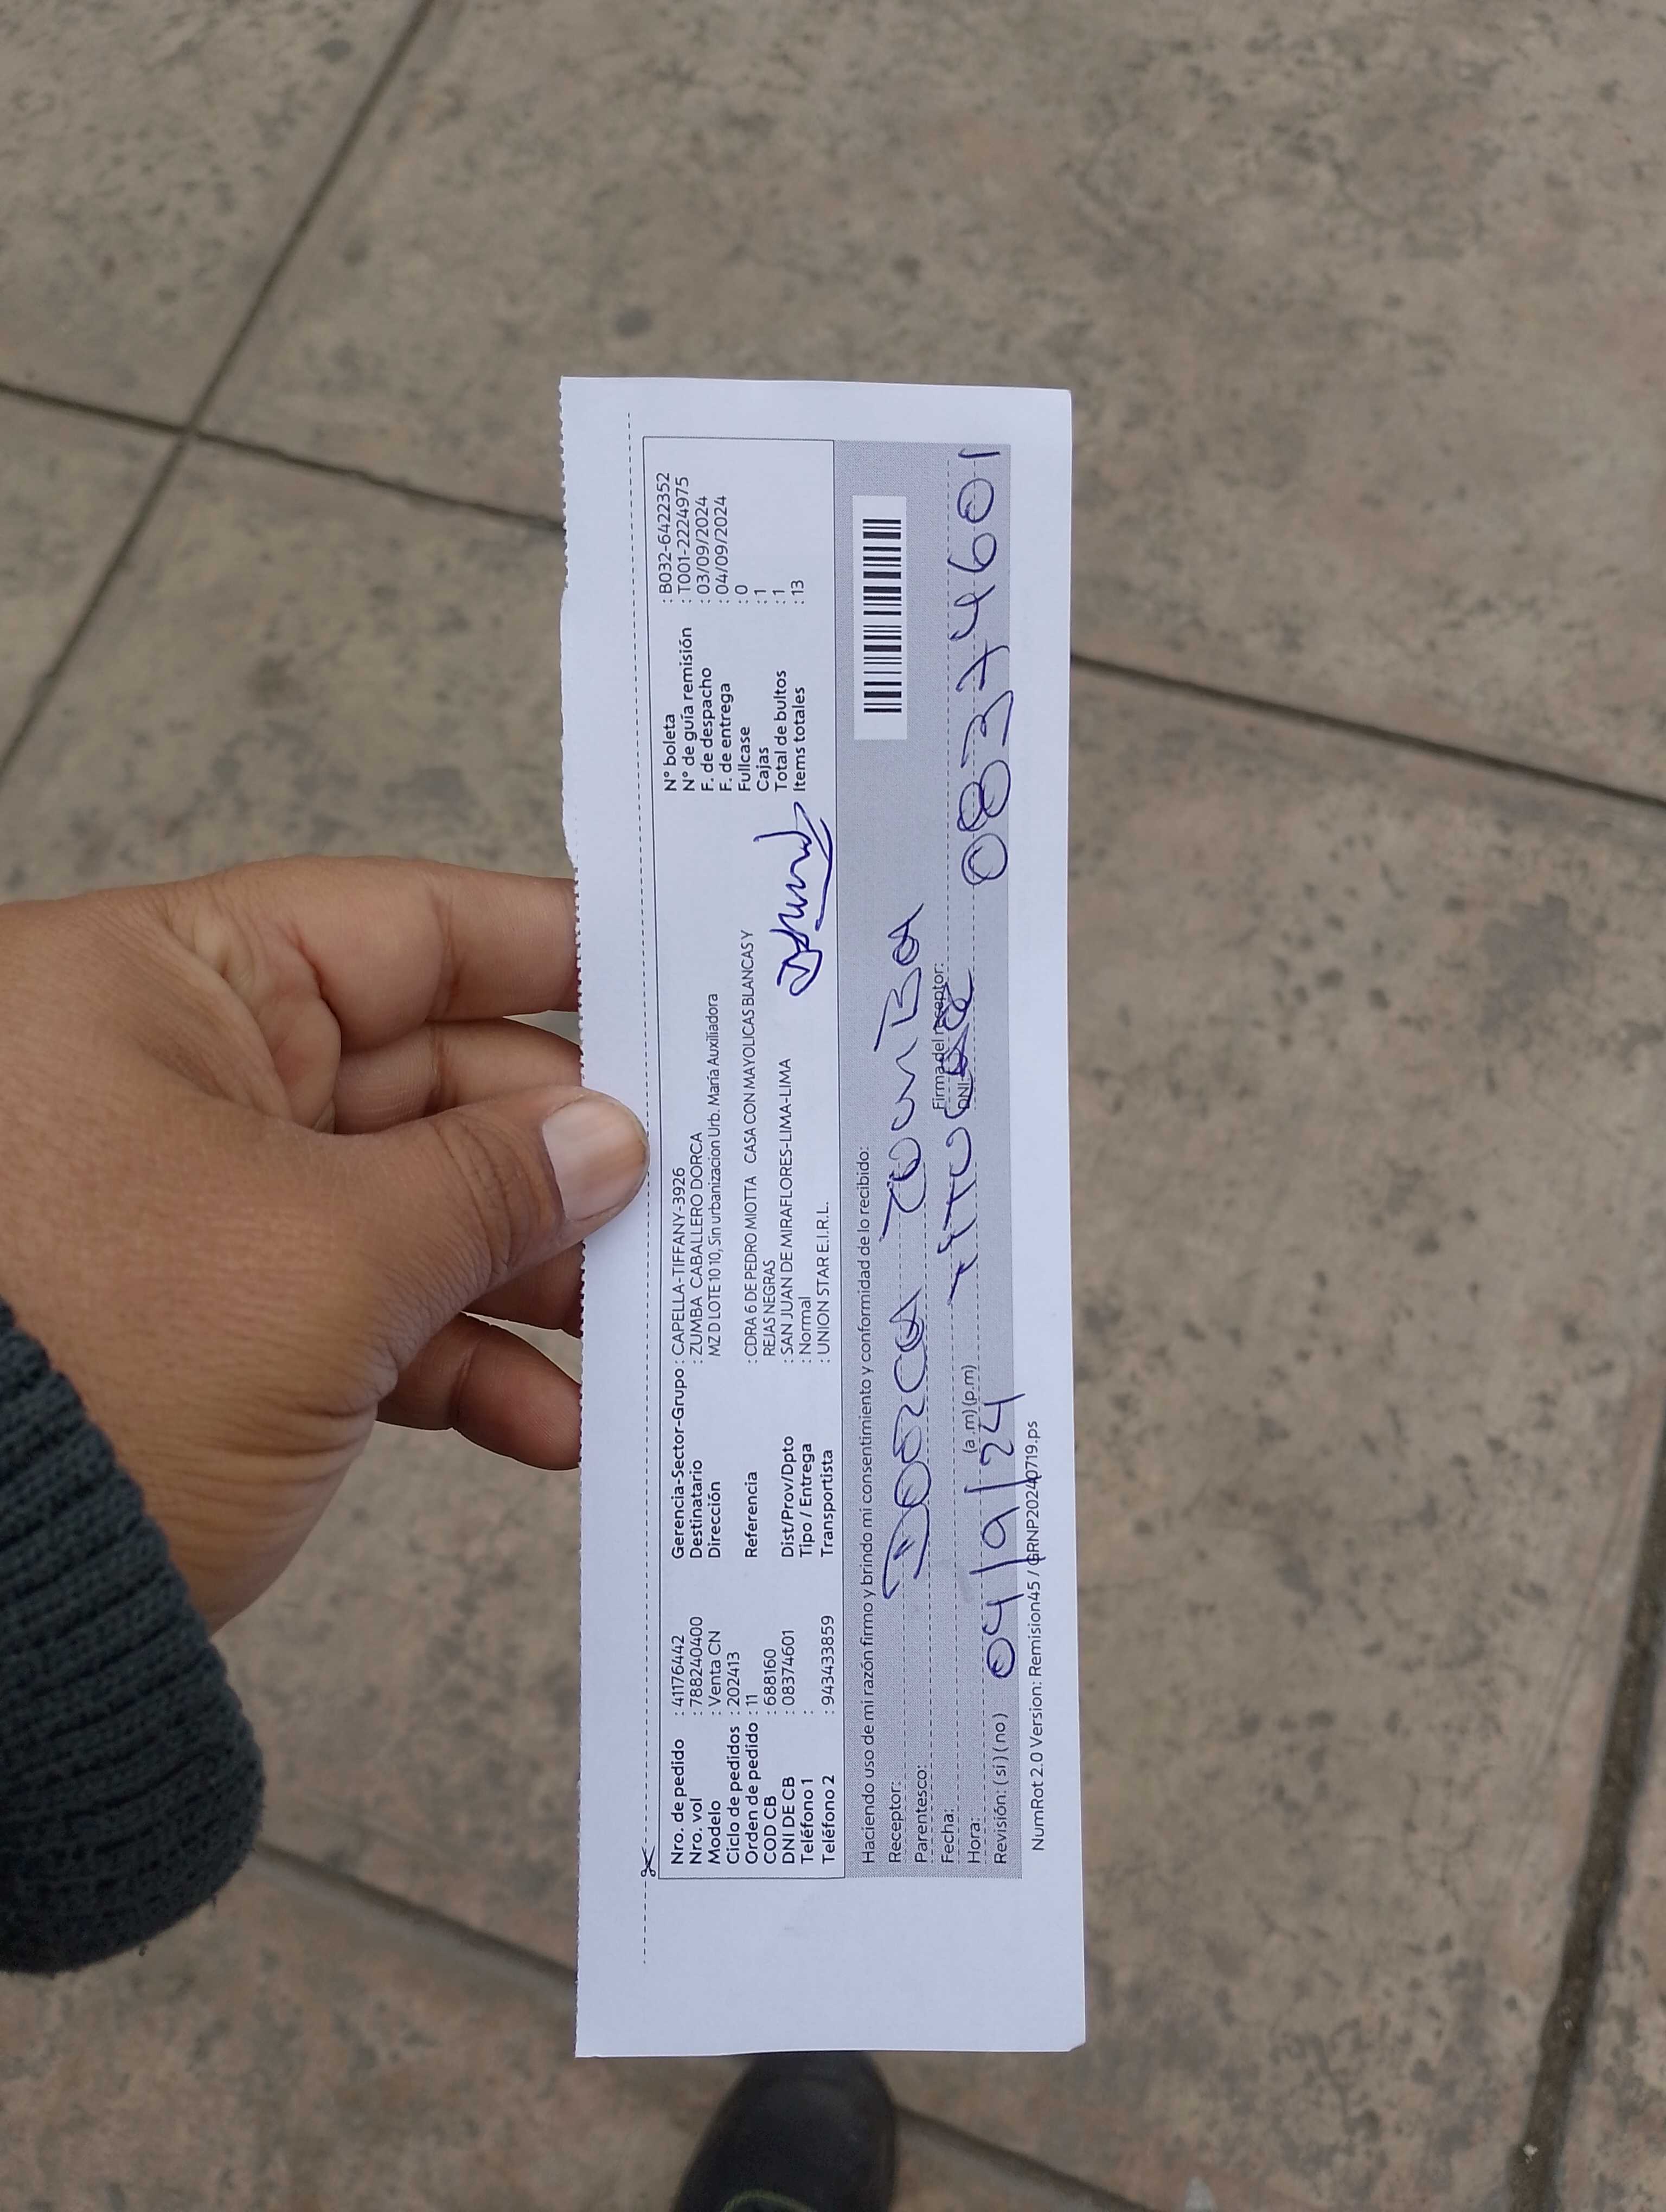 Nro. de pedido : 41176442
Nro. vol : 788240400
Modelo : Venta CN
Ciclo de pedidos : 202413
Orden de pedido : 11
COD CB : 688160
DNI DE CB : 08374601
Teléfono 1 :
Teléfono 2 : 943433859
Gerencia-Sector-Grupo : CAPELLA-TIFFANY-3926
Destinatario : ZUMBA CABALLERO DORCA
Dirección MZ D LOTE 10 10, Sin urbanizacion Urb. María Auxiliadora
Referencia : CDRA 6 DE PEDRO MIOTTA CASA CON MAYOLICAS BLANCAS Y
REJAS NEGRAS
Dist/Prov/Dpto : SAN JUAN DE MIRAFLORES-LIMA-LIMA
Tipo / Entrega : Normal
Transportista : UNION STAR E.I.R.L.
N° boleta : B032-6422352
N° de guía remisión : T001-2224975
F. de despacho : 03/09/2024
F. de entrega : 04/09/2024
Fullcase : 0
Cajas : 1
Total de bultos : 1
Items totales : 13
Haciendo uso de mi razón firmo y brindo mi consentimiento y conformidad de lo recibido:
Receptor: DORCA ZOUMBA
Parentesco:
Firma del receptor:
Fecha: TITULAR
DNI 08374601
Hora: (a .m) (p.m)
Revisión: (si) (no) 04/9/24
NumRot 2.0 Version: Remision45 / GRNP20240719.ps